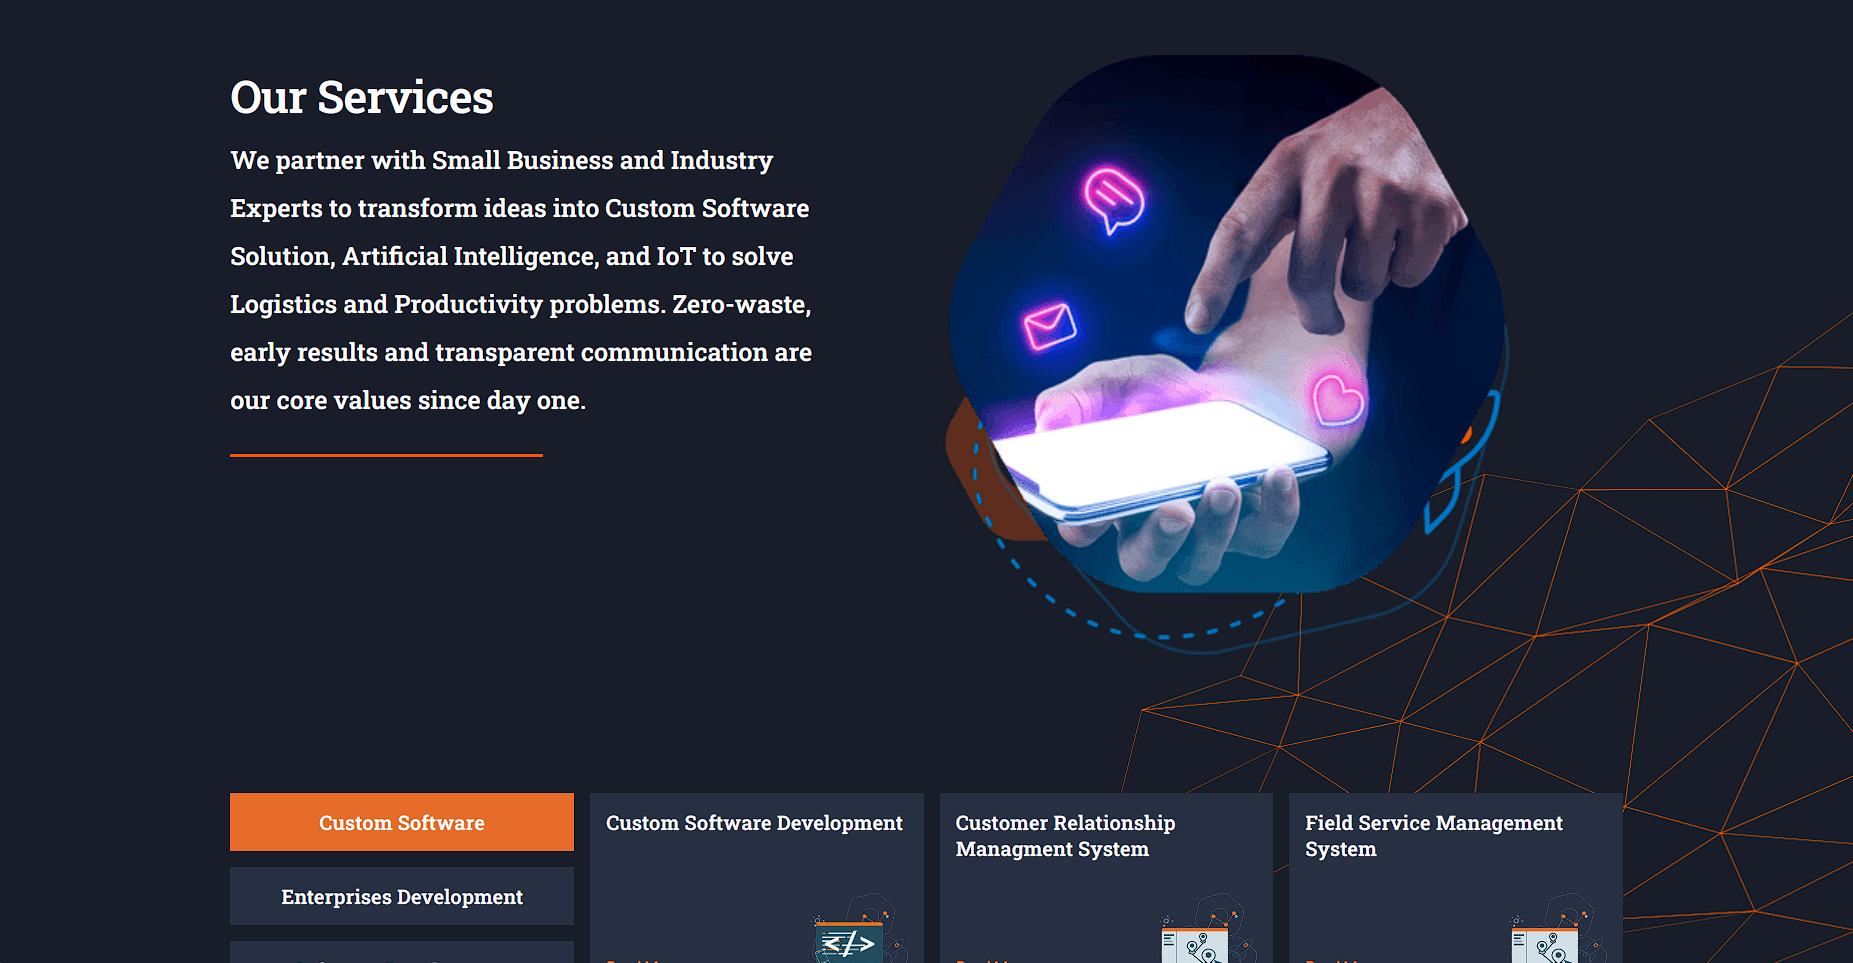 Our Services
We partner with Small Business and Industry
Experts to transform ideas into Custom Software
Solution, Artificial Intelligence, and IoT to solve
Logistics and Productivity problems. Zero-waste,
early results and transparent communication are
our core values since day one.
Custom Software
Enterprises Development
Custom Software Development
Customer Relationship
Managment System
Field Service Management
System